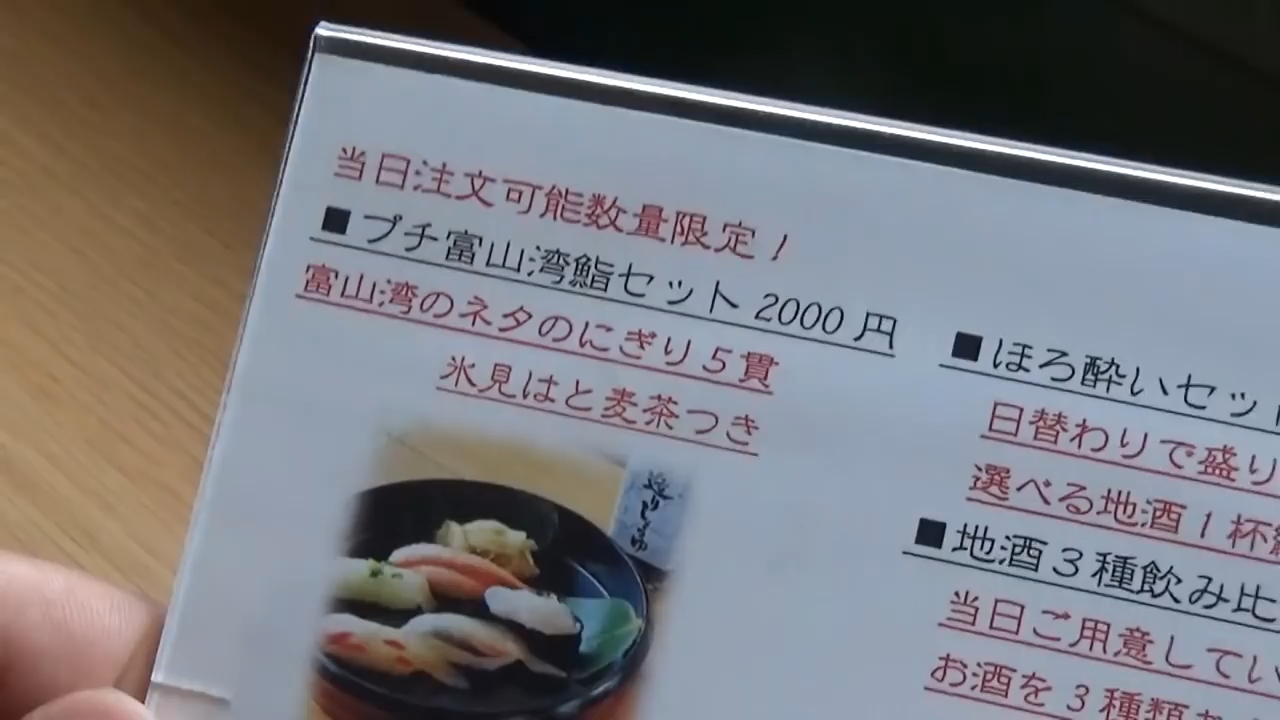 当日注文可能数量限定！
■プチ富山湾鮨セット 2000 円
富山湾のネタのにぎり５貫
氷見はと麦茶つき
■ほろ酔いセット
日替わりで盛り
選べる地酒１杯
■地酒３種飲み比
当日ご用意してい
お酒を３種類